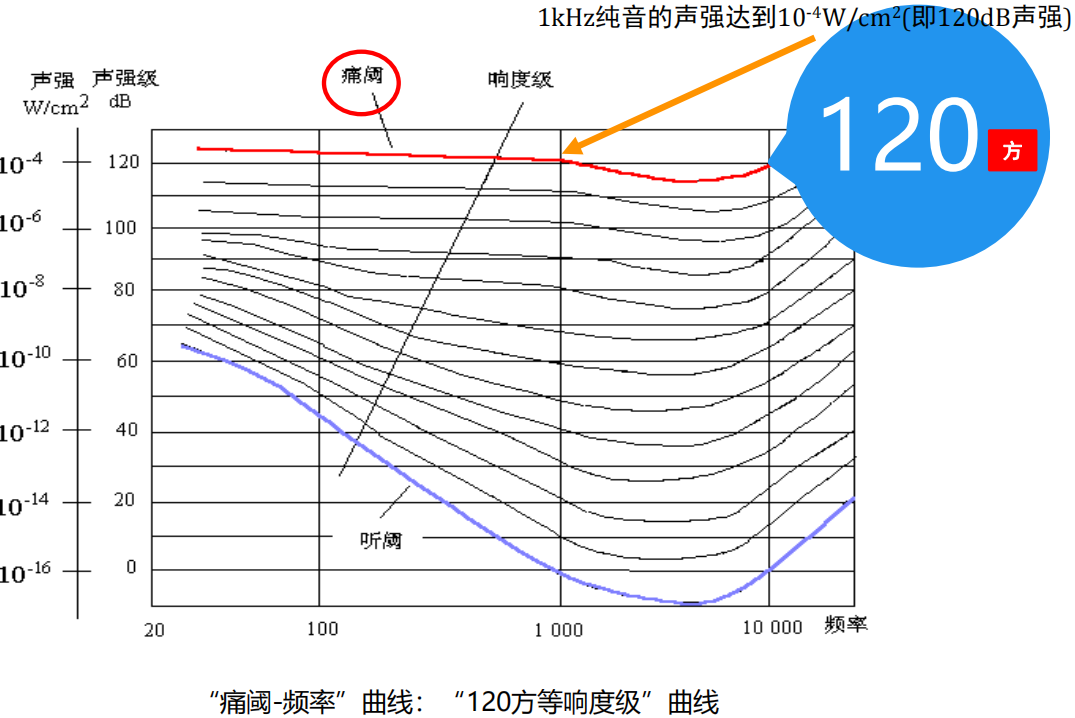 1kHz纯音的声强达到10⁻⁴W/cm²(即120dB声强)
声强 声强级
W/cm² dB
痛阈
响度级
120 方
10⁻⁴ 120
10⁻⁶ 100
10⁻⁸ 80
10⁻¹⁰ 60
10⁻¹² 40
10⁻¹⁴ 20
听阈
10⁻¹⁶ 0
20 100 1 000 10 000 频率
“痛阈-频率”曲线：“120方等响度级”曲线